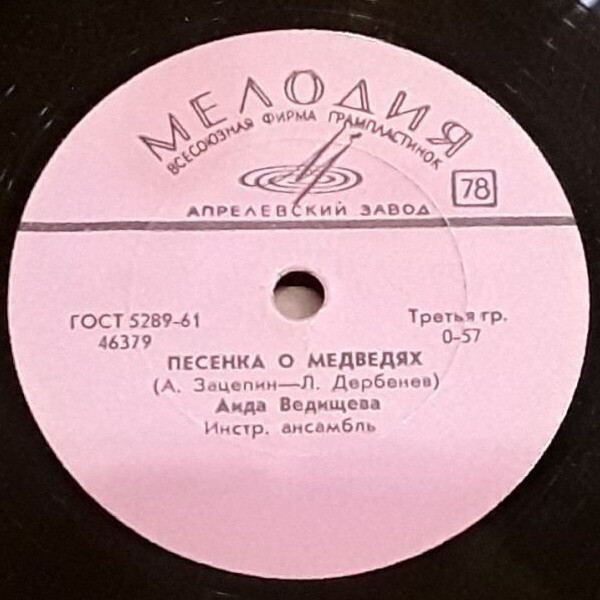 МЕЛОДИЯ
ВСЕСОЮЗНАЯ ФИРМА ГРАМПЛАСТИНОК
78
АПРЕЛЕВСКИЙ ЗАВОД
ГОСТ 5289-61
46379
Третья гр.
0-57
ПЕСЕНКА О МЕДВЕДЯХ
(А. Зацепин—Л. Дербенев)
Аида Ведищева
Инстр. ансамбль